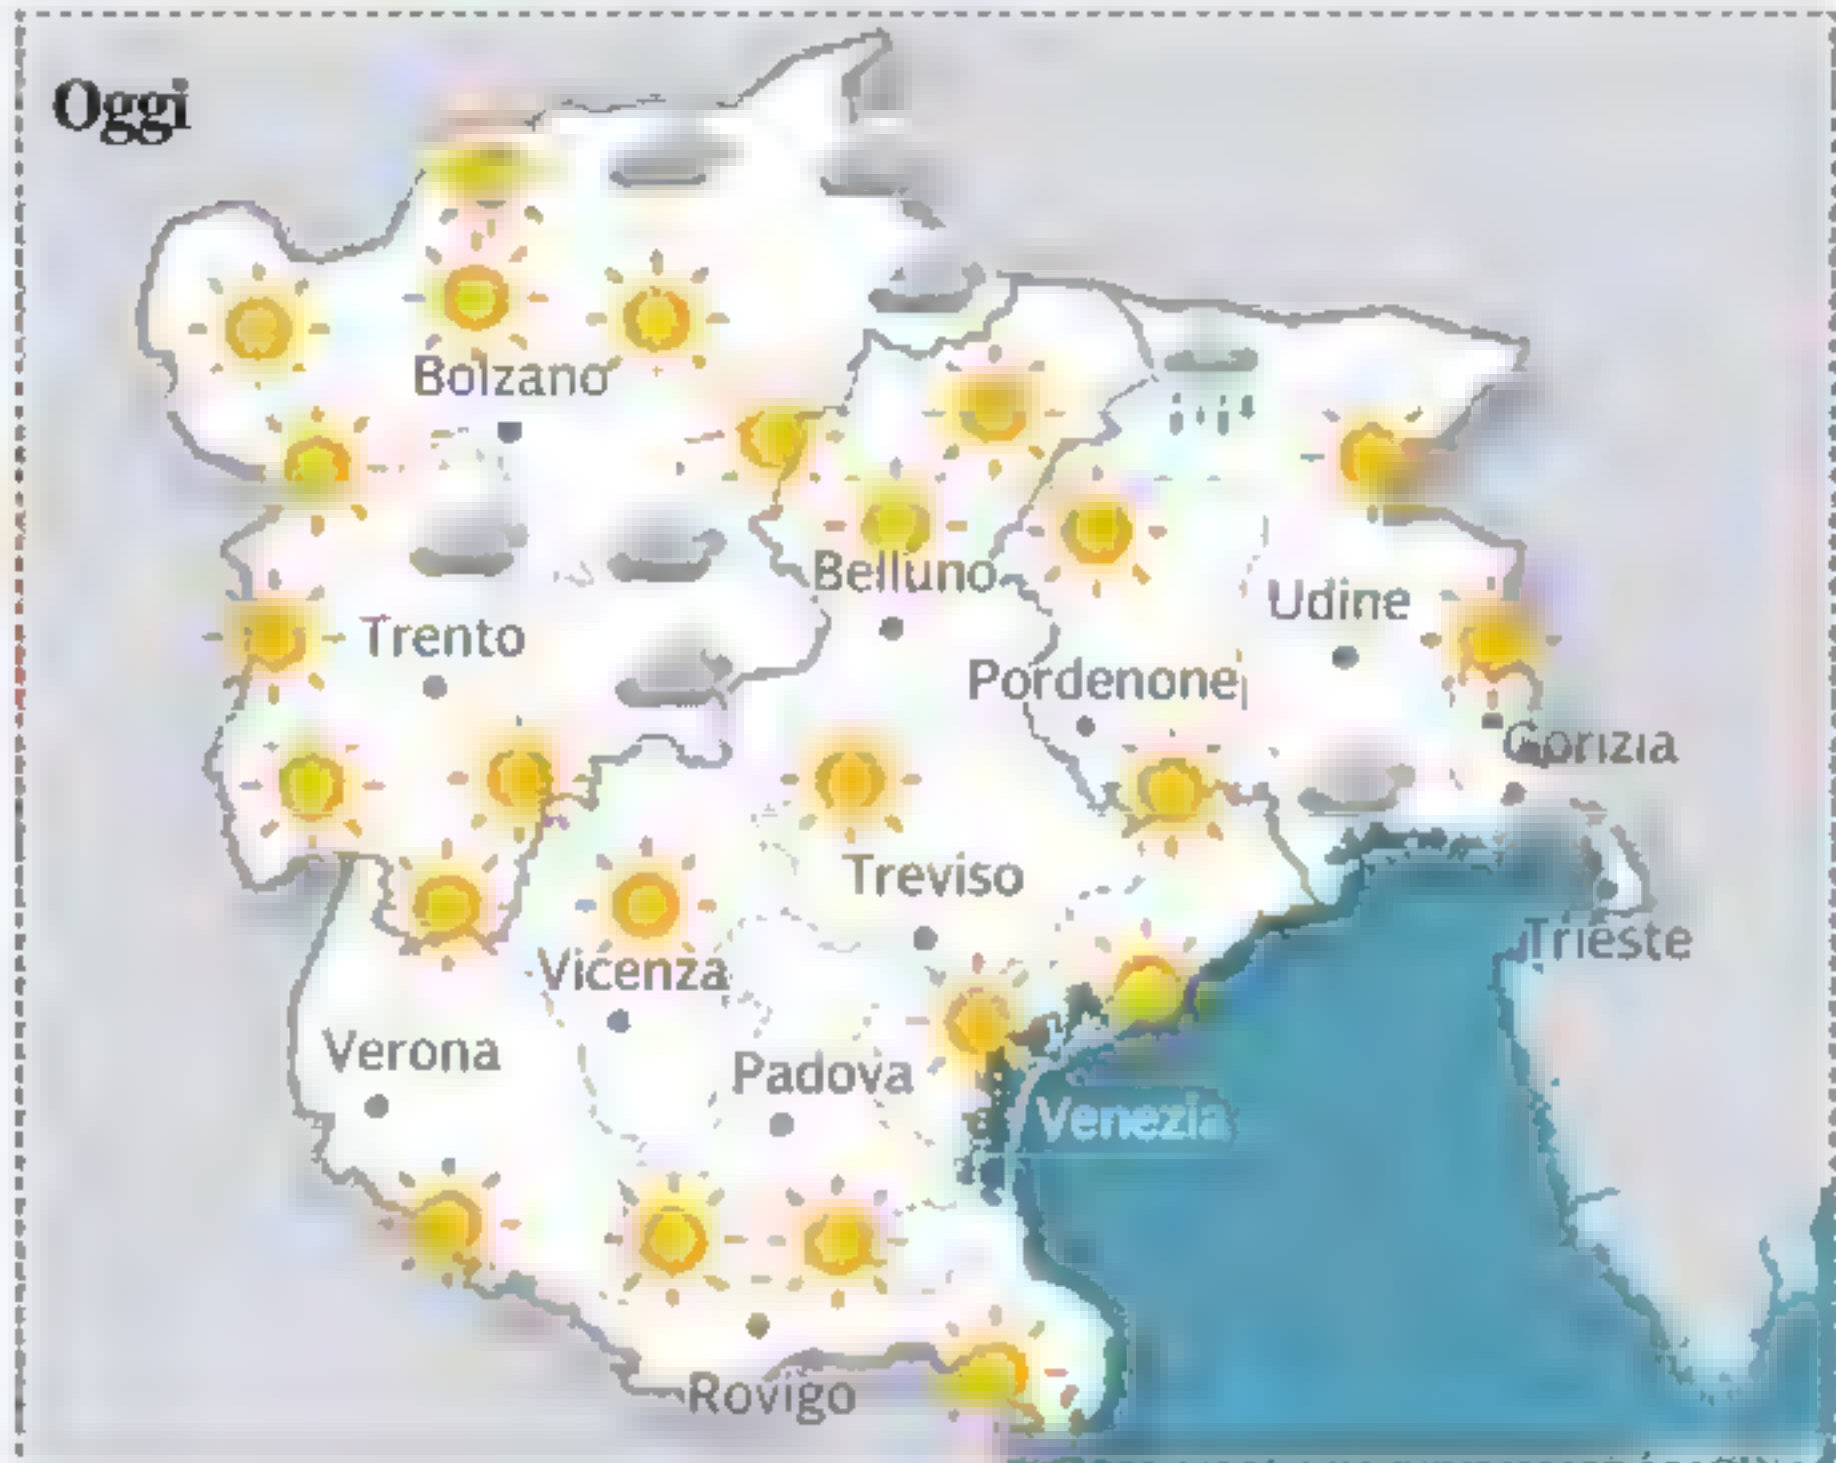 Oggi
Bolzano
Belluno
Udine
Trento
Pordenone
Gorizia
Treviso
Trieste
Vicenza
Verona
Padova
Venezia
Rovigo